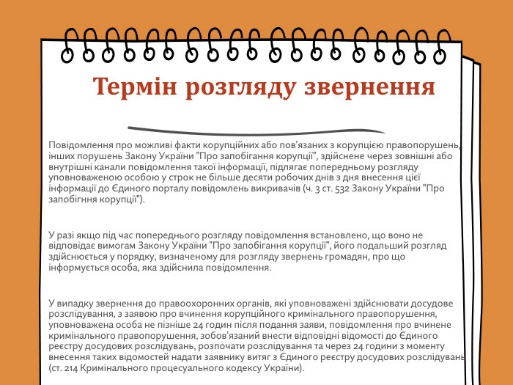 Термін розгляду звернення
Повідомлення про можливі факти корупційних або пов'язаних з корупцією правопорушень,
інших порушень Закону України "Про запобігання корупції", здійснене через зовнішні або
внутрішні канали повідомлення такої інформації, підлягає попередньому розгляду
уповноваженою особою у строк не більше десяти робочих днів з дня внесення цієї
інформації до Єдиного порталу повідомлень викривачів (ч. 3 ст. 532 Закону України "Про
запобігння корупції").
У разі якщо під час попереднього розгляду повідомлення встановлено, що воно не
відповідає вимогам Закону України "Про запобігання корупції", його подальший розгляд
здійснюється у порядку, визначеному для розгляду звернень громадян, про що
інформується особа, яка здійснила повідомлення.
У випадку звернення до правоохоронних органів, які уповноважені здійснювати досудове
розслідування, з заявою про вчинення корупційного кримінального правопорушення,
уповноважена особа не пізніше 24 годин після подання заяви, повідомлення про вчинене
кримінального правопорушення, зобов'язаний внести відповідні відомості до Єдиного
реєстру досудових розслідувань, розпочати розслідування та через 24 години з моменту
внесення таких відомостей надати заявнику витяг з Єдиного реєстру досудових розслідувань
(ст. 214 Кримінального процесуального кодексу України).